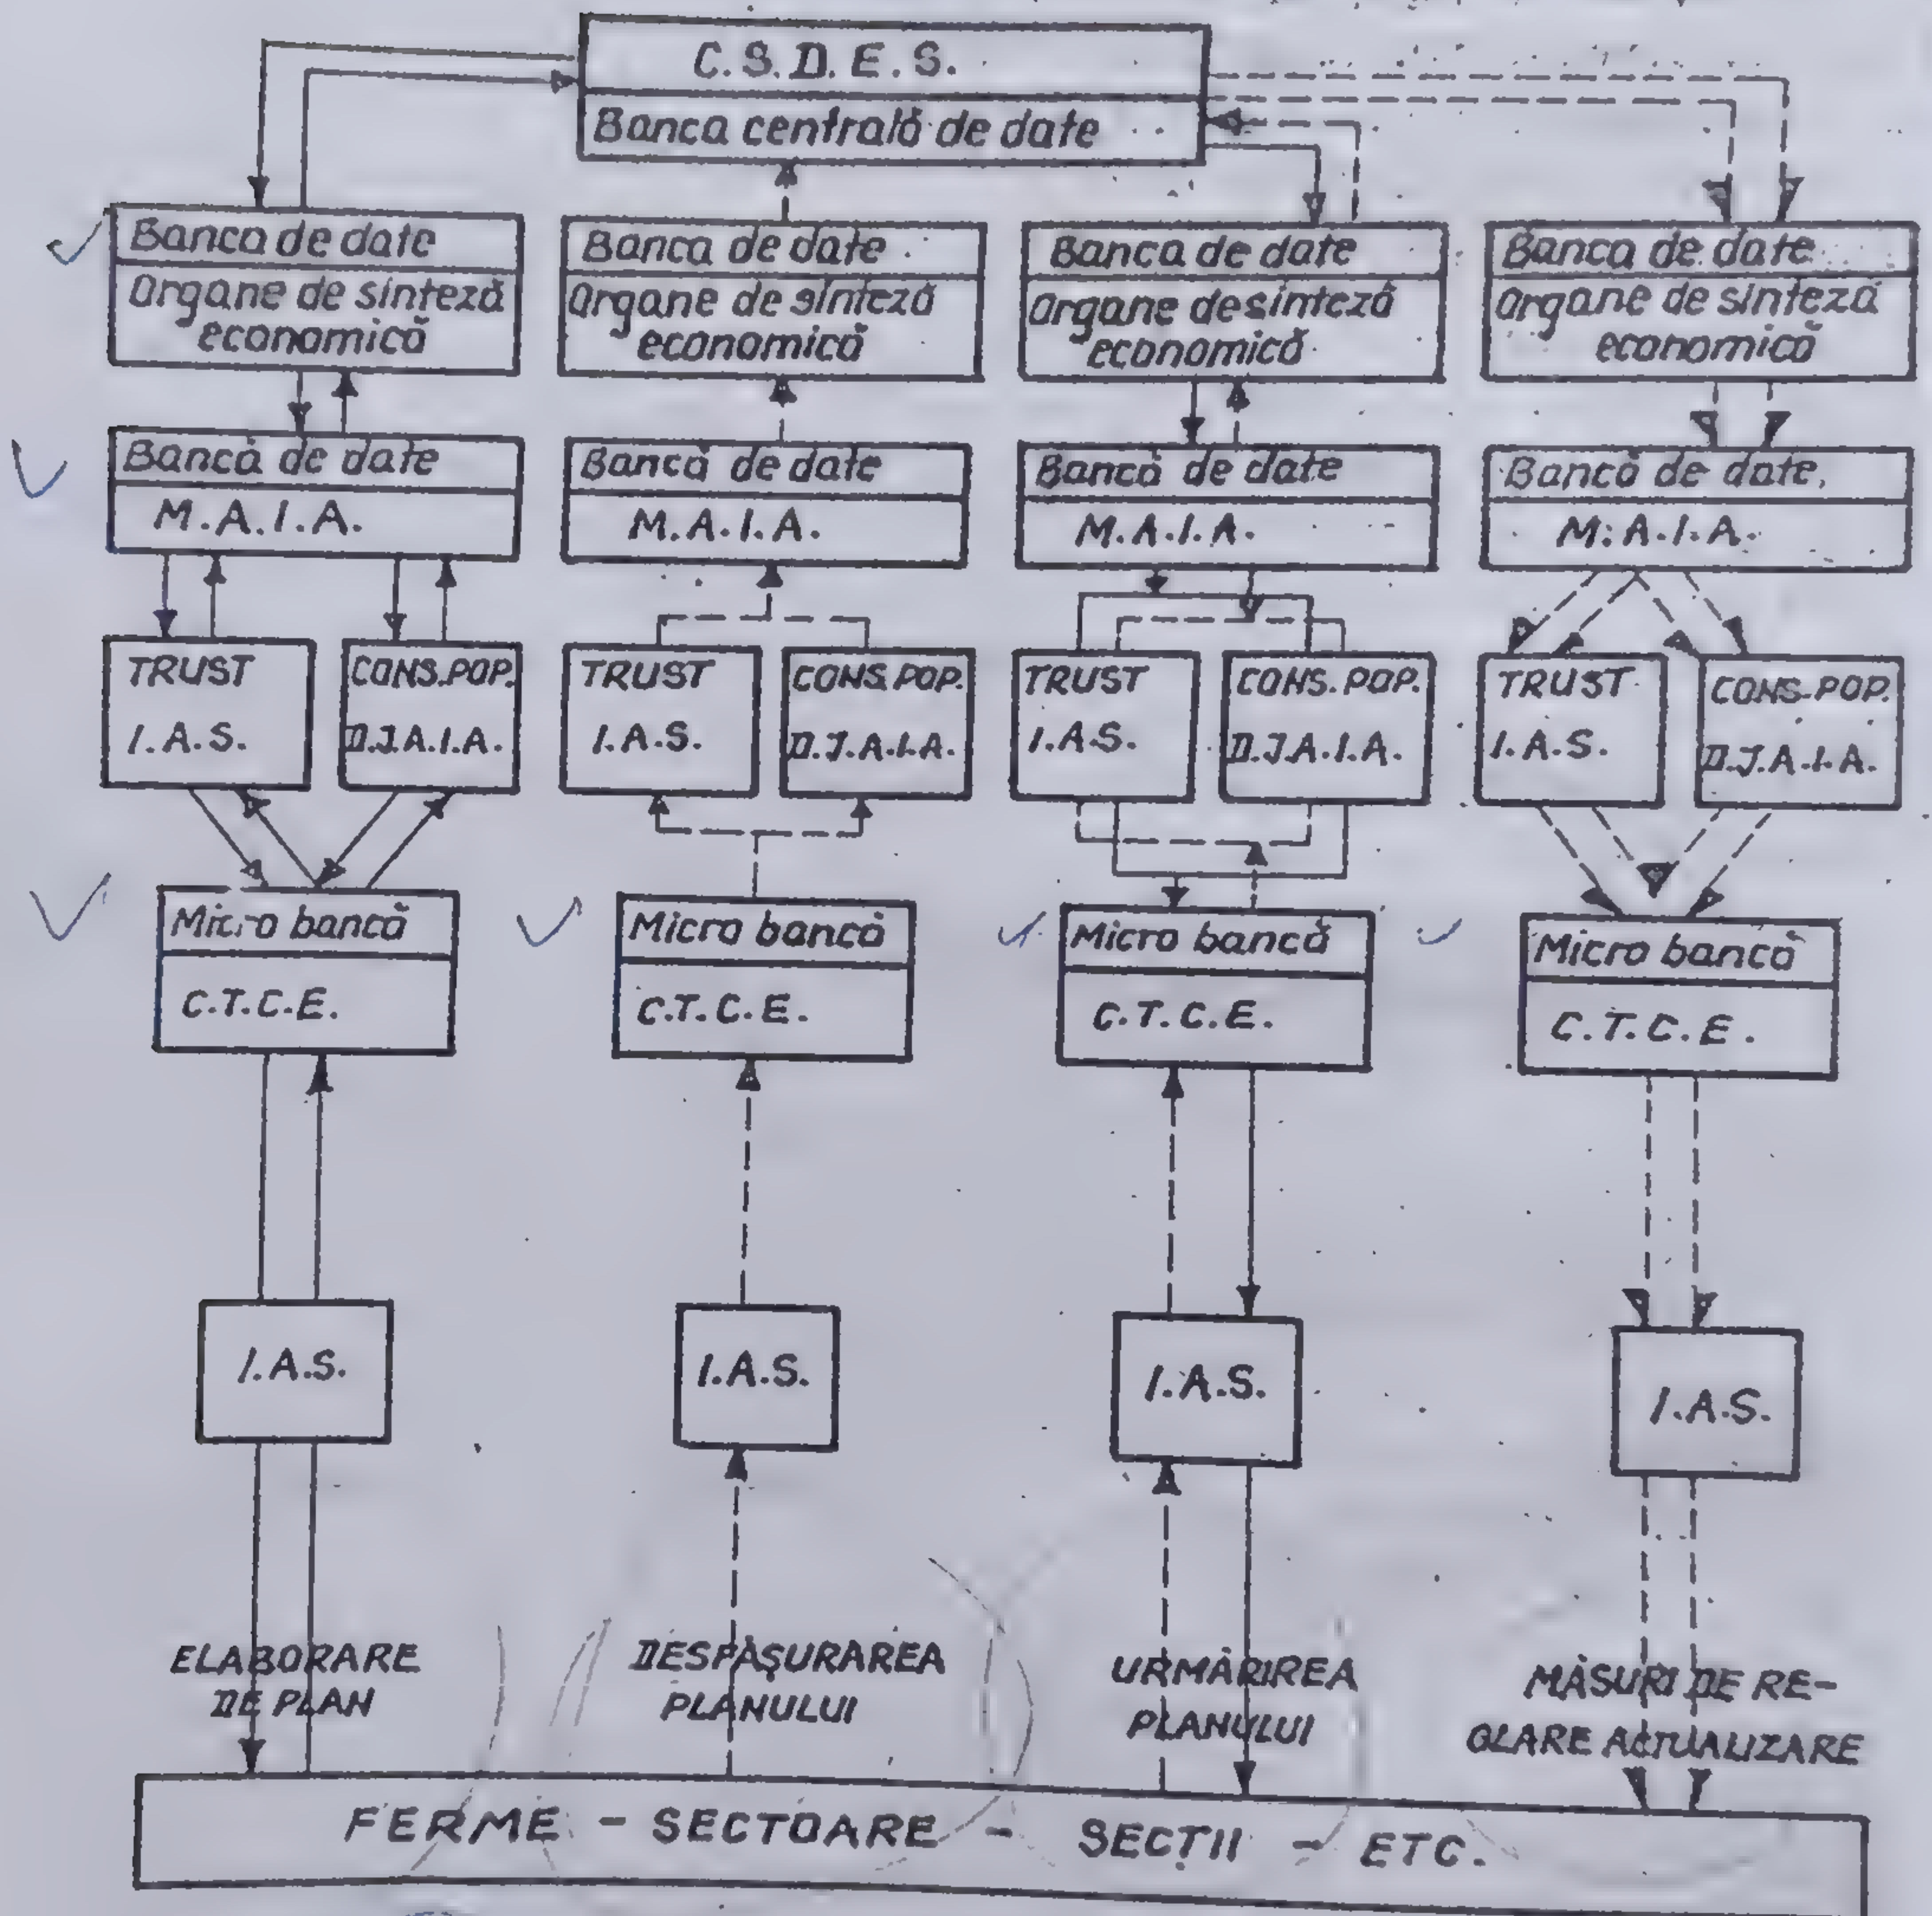 C.S.D.E.S.
Banca centrală de date
Banca de date
Organe de sinteză
economică
Banca de date
Organe de sinteză
economică
Banca de date
Organe de sinteză
economică
Banca de date
Organe de sinteză
economică
Bancă de date
M.A.I.A.
Bancă de date
M.A.I.A.
Bancă de date
M.A.I.A.
Bancă de date
M.A.I.A.
TRUST
I.A.S.
CONS.POP.
D.J.A.I.A.
TRUST
I.A.S.
CONS.POP.
D.J.A.I.A.
TRUST
I.A.S.
CONS.POP.
D.J.A.I.A.
TRUST
I.A.S.
CONS.POP.
D.J.A.I.A.
Micro bancă
C.T.C.E.
Micro bancă
C.T.C.E.
Micro bancă
C.T.C.E.
Micro bancă
C.T.C.E.
I.A.S.
I.A.S.
I.A.S.
I.A.S.
ELABORARE
DE PLAN
DESFĂȘURAREA
PLANULUI
URMĂRIREA
PLANULUI
MĂSURI DE RE-
GLARE ACTUALIZARE
FERME - SECTOARE - SECȚII - ETC.